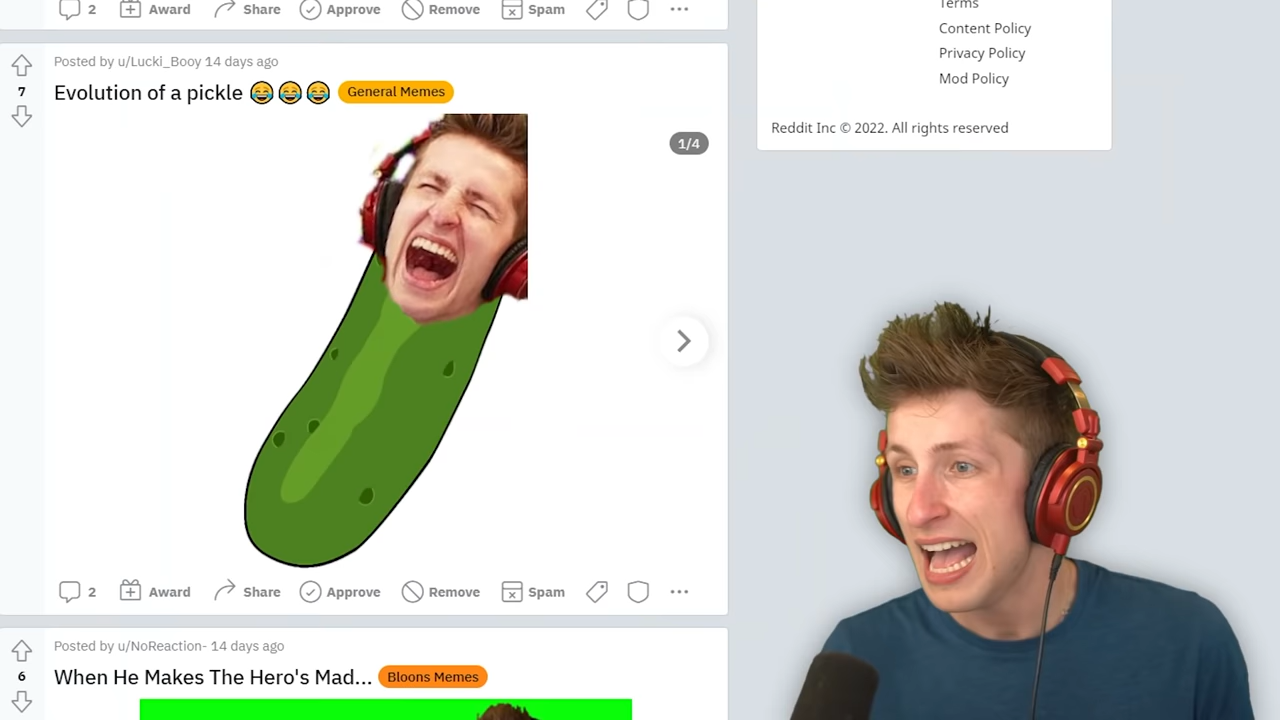 2 Award Share Approve Remove Spam
Terms
Content Policy
Privacy Policy
Mod Policy
Reddit Inc © 2022. All rights reserved
Posted by u/Lucki_Booy 14 days ago
7
Evolution of a pickle 😂😂😂 General Memes
1/4
2 Award Share Approve Remove Spam
Posted by u/NoReaction- 14 days ago
6
When He Makes The Hero's Mad... Bloons Memes